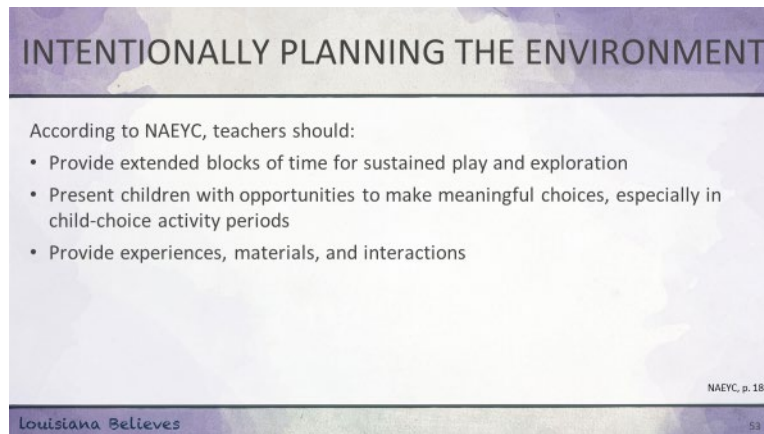 INTENTIONALLY PLANNING THE ENVIRONMENT
According to NAEYC, teachers should:
• Provide extended blocks of time for sustained play and exploration
• Present children with opportunities to make meaningful choices, especially in
child-choice activity periods
• Provide experiences, materials, and interactions
NAEYC, p. 18
Louisiana Believes
53